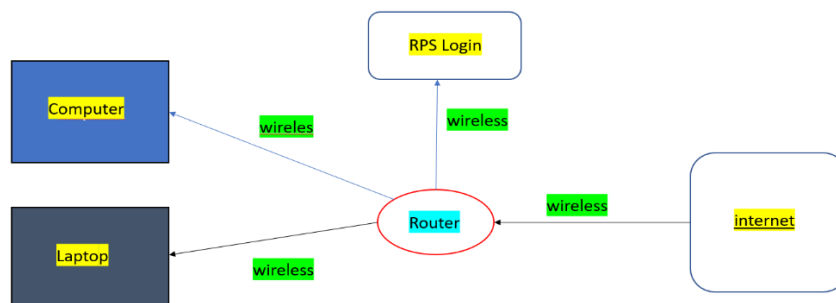 RPS Login
Computer
wireles
wireless
wireless
internet
Router
Laptop
wireless